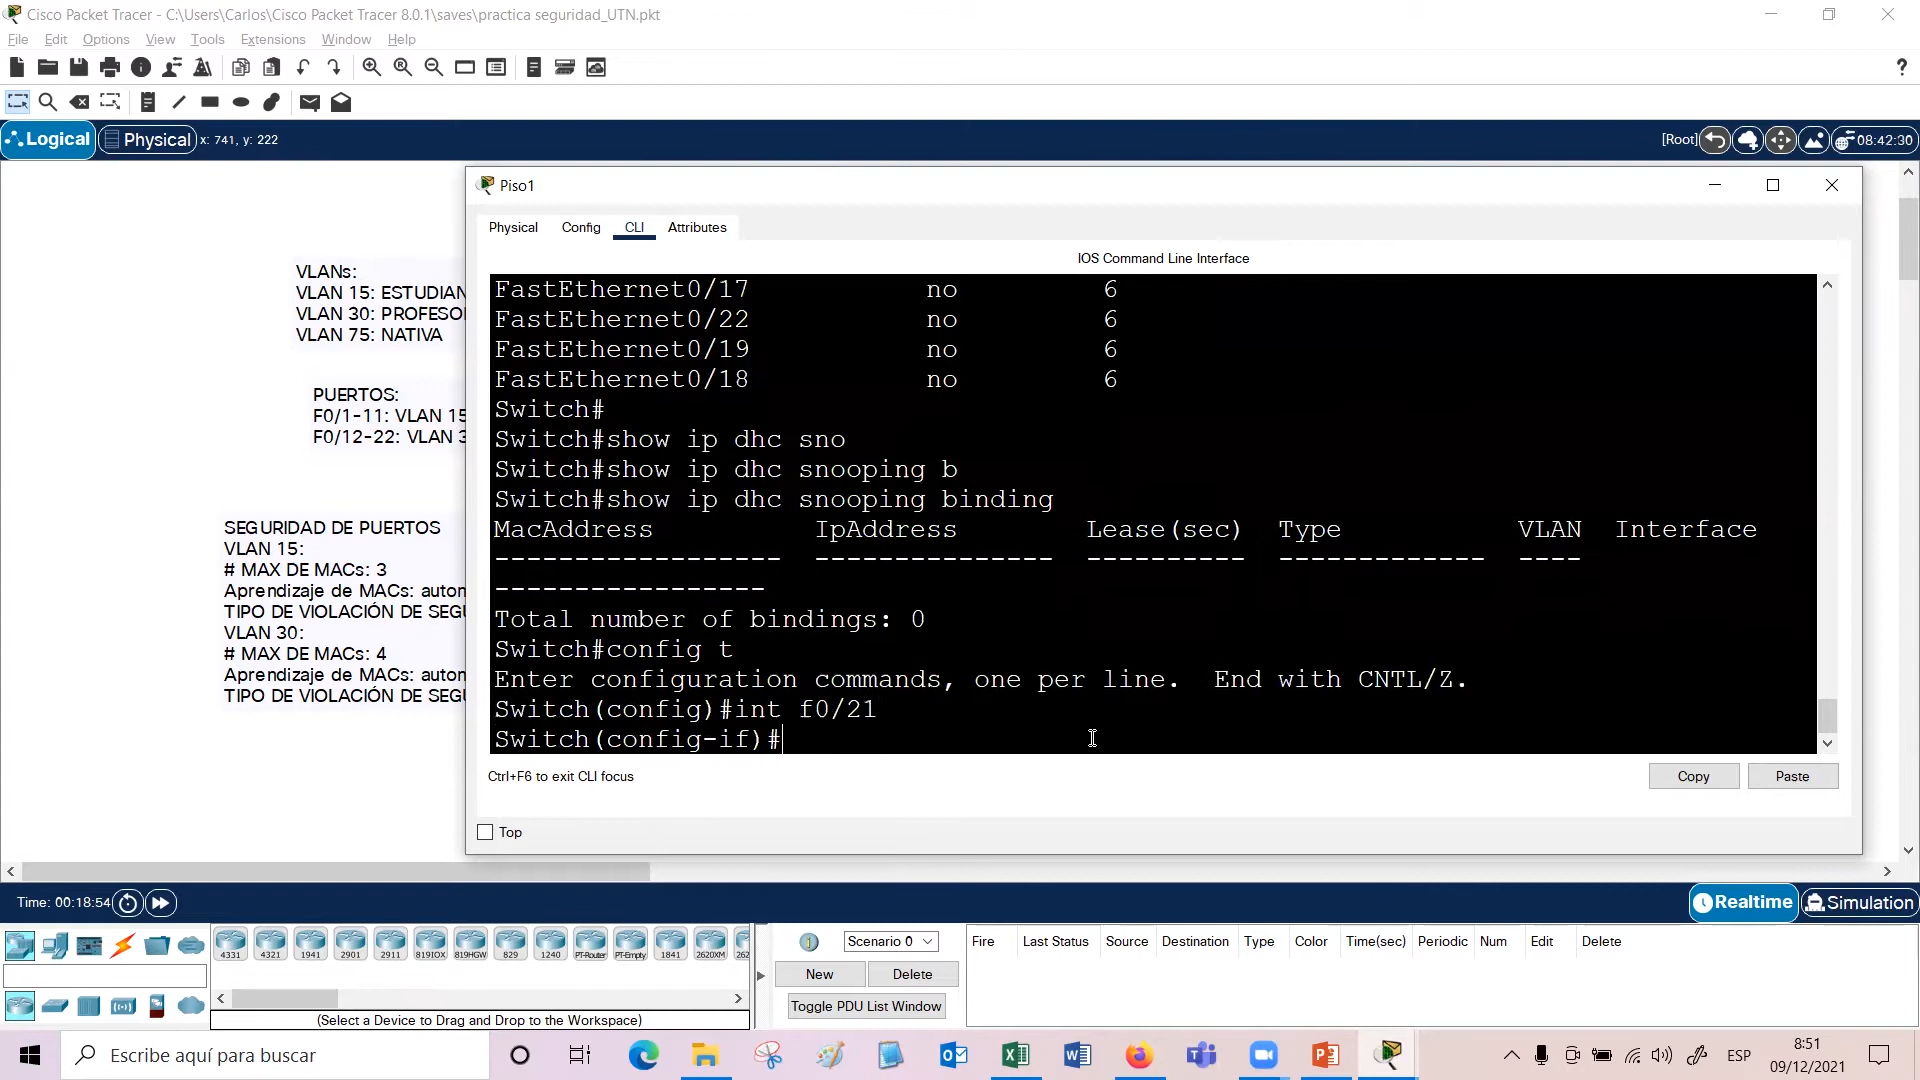 Cisco Packet Tracer - C:\Users\Carlos\Cisco Packet Tracer 8.0.1\saves\practica seguridad_UTN.pkt
File Edit Options View Tools Extensions Window Help
?
Logical Physical x: 741, y: 222 [Root] 08:42:30
Piso1
Physical Config CLI Attributes
IOS Command Line Interface
VLANs:
VLAN 15: ESTUDIAN
VLAN 30: PROFESO
VLAN 75: NATIVA
PUERTOS:
F0/1-11: VLAN 15
F0/12-22: VLAN 3
SEGURIDAD DE PUERTOS
VLAN 15:
# MAX DE MACs: 3
Aprendizaje de MACs: auton
TIPO DE VIOLACIÓN DE SEGU
VLAN 30:
# MAX DE MACs: 4
Aprendizaje de MACs: autom
TIPO DE VIOLACIÓN DE SEGU
FastEthernet0/17 no 6
FastEthernet0/22 no 6
FastEthernet0/19 no 6
FastEthernet0/18 no 6
Switch#
Switch#show ip dhc sno
Switch#show ip dhc snooping b
Switch#show ip dhc snooping binding
MacAddress IpAddress Lease(sec) Type VLAN Interface
------------------ --------------- ---------- ------------- ----
-----------------
Total number of bindings: 0
Switch#config t
Enter configuration commands, one per line. End with CNTL/Z.
Switch(config)#int f0/21
Switch(config-if)#
Ctrl+F6 to exit CLI focus
Copy Paste
Top
Time: 00:18:54
Realtime Simulation
4331 4321 1941 2901 2911 819IOX 819HGW 829 1240 PT-Router PT-Empty 1841 2620XM 262
(Select a Device to Drag and Drop to the Workspace)
Scenario 0
New Delete
Toggle PDU List Window
Fire Last Status Source Destination Type Color Time(sec) Periodic Num Edit Delete
Escribe aquí para buscar
ESP
8:51
09/12/2021